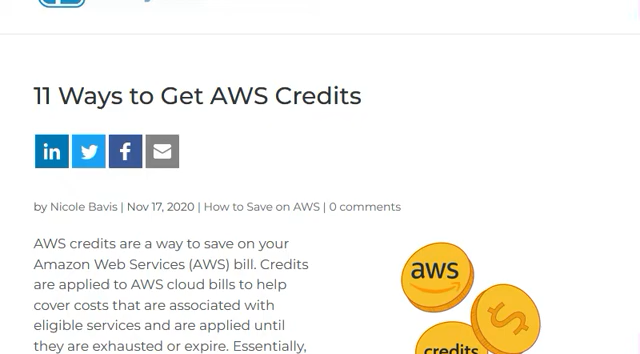 11 Ways to Get AWS Credits
in
f
by Nicole Bavis | Nov 17, 2020 | How to Save on AWS | 0 comments
AWS credits are a way to save on your
Amazon Web Services (AWS) bill. Credits
are applied to AWS cloud bills to help
cover costs that are associated with
eligible services and are applied until
they are exhausted or expire. Essentially,
aws
$
credits